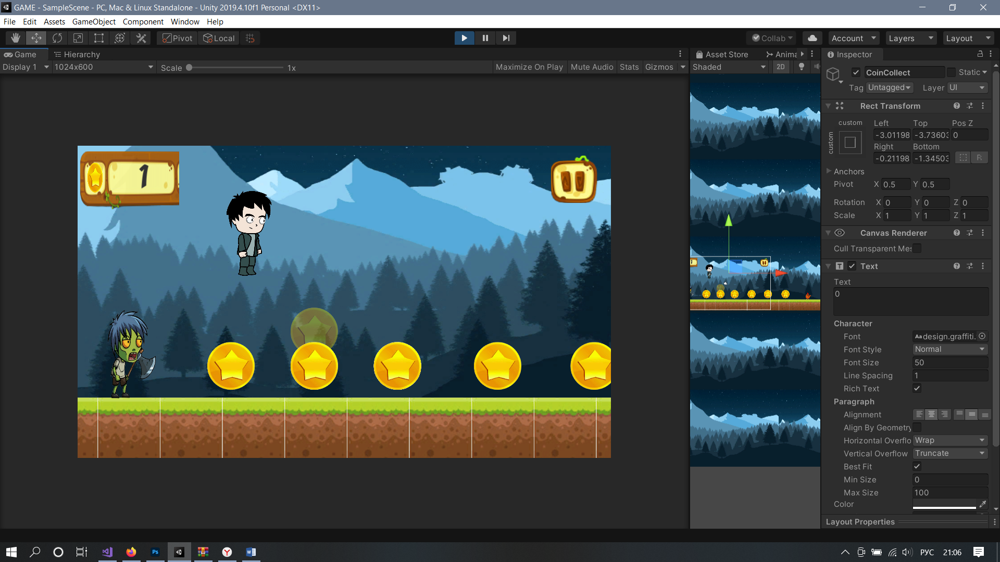 GAME - SampleScene - PC, Mac & Linux Standalone - Unity 2019.4.10f1 Personal <DX11>
File Edit Assets GameObject Component Window Help
Pivot Local Collab Account Layers Layout
Game Hierarchy Asset Store Anima Inspector
Display 1 1024x600 Scale 1x Maximize On Play Mute Audio Stats Gizmos Shaded 2D
CoinCollect Static
Tag Untagged Layer UI
Rect Transform
custom Left Top Pos Z
custom
-3.01198 -3.73603 0
Right Bottom
-0.21198 -1.34503 R
Anchors
Pivot X 0.5 Y 0.5
Rotation X 0 Y 0 Z 0
Scale X 1 Y 1 Z 1
Canvas Renderer
Cull Transparent Mes
Text
Text
0
Character
Font Aa design.graffiti.
Font Style Normal
Font Size 50
Line Spacing 1
Rich Text
Paragraph
Alignment
Align By Geometry
Horizontal Overflo Wrap
Vertical Overflow Truncate
Best Fit
Min Size 0
Max Size 100
Color
Layout Properties
1
Ps
РУС 21:06